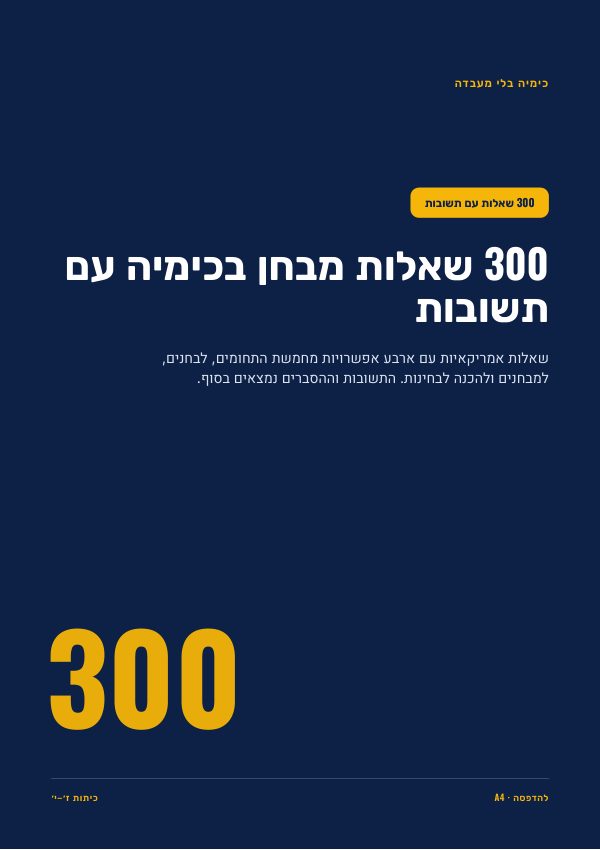 כימיה בלי מעבדה
300 שאלות עם תשובות
300 שאלות מבחן בכימיה עם
תשובות
שאלות אמריקאיות עם ארבע אפשרויות מחמשת התחומים, לבחנים,
למבחנים ולהכנה לבחינות. התשובות וההסברים נמצאים בסוף.
300
להדפסה · A4
כיתות ז׳–י׳